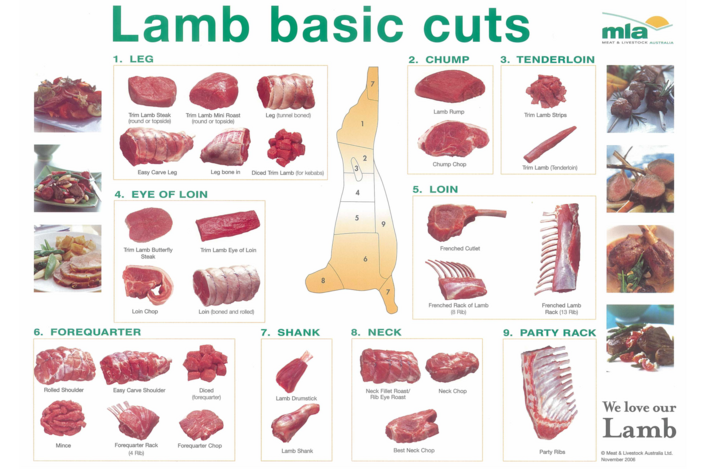 Lamb basic cuts
mla
MEAT & LIVESTOCK AUSTRALIA
1. LEG
Trim Lamb Steak
(round or topside)
Trim Lamb Mini Roast
(round or topside)
Leg (tunnel boned)
Easy Carve Leg
Leg bone in
Diced Trim Lamb (for kebabs)
2. CHUMP
Lamb Rump
Chump Chop
3. TENDERLOIN
Trim Lamb Strips
Trim Lamb (Tenderloin)
7
1
2
3
4
5
9
6
8
7
4. EYE OF LOIN
Trim Lamb Butterfly
Steak
Trim Lamb Eye of Loin
Loin Chop
Loin (boned and rolled)
5. LOIN
Frenched Cutlet
Frenched Rack of Lamb
(8 Rib)
Frenched Lamb
Rack (13 Rib)
6. FOREQUARTER
Rolled Shoulder
Easy Carve Shoulder
Diced
(forequarter)
Mince
Forequarter Rack
(4 Rib)
Forequarter Chop
7. SHANK
Lamb Drumstick
Lamb Shank
8. NECK
Neck Fillet Roast/
Rib Eye Roast
Neck Chop
Best Neck Chop
9. PARTY RACK
Party Ribs
We love our
Lamb
© Meat & Livestock Australia Ltd.
November 2006